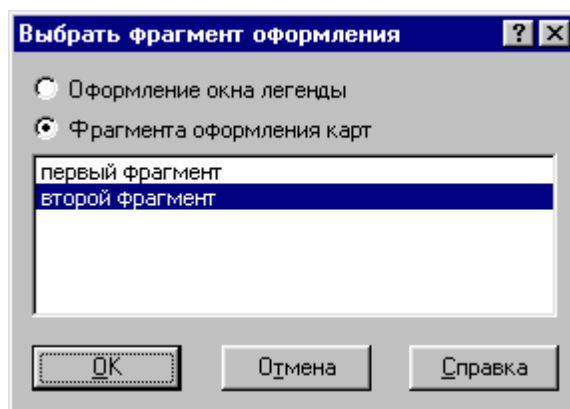 Выбрать фрагмент оформления
Оформление окна легенды
Фрагмента оформления карт
первый фрагмент
второй фрагмент
OK Отмена Справка